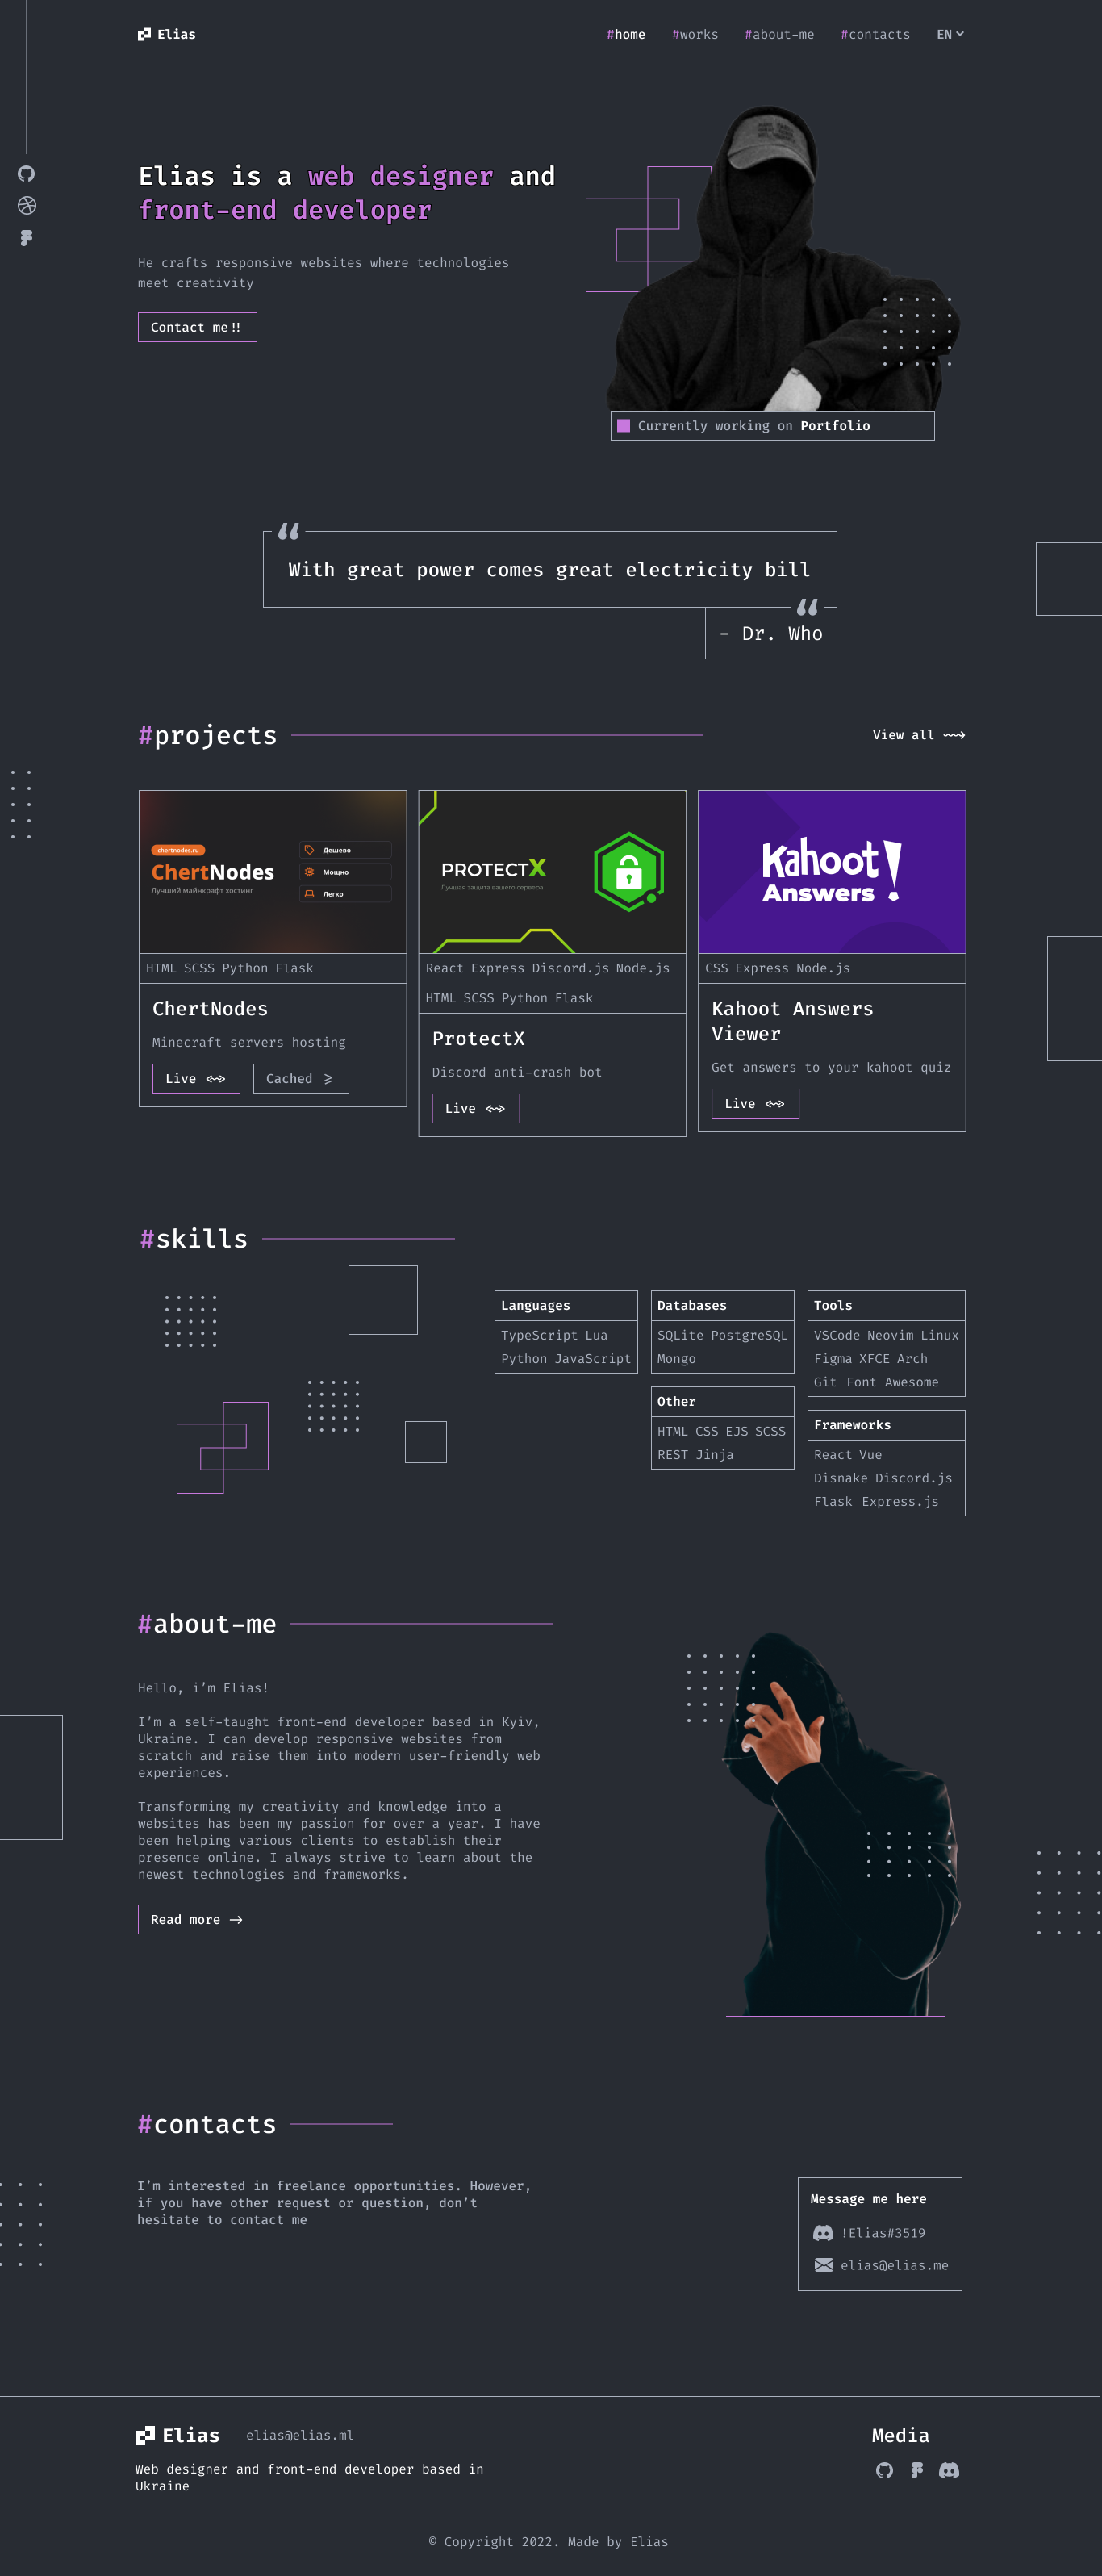 Elias
#home #works #about-me #contacts EN
Elias is a web designer and
front-end developer
He crafts responsive websites where technologies
meet creativity
Contact me!!
Currently working on Portfolio
“
With great power comes great electricity bill
“
- Dr. Who
#projects
View all ~~>
chertnodes.ru
ChertNodes
Лучший майнкрафт хостинг
Дешево
Мощно
Легко
HTML SCSS Python Flask
ChertNodes
Minecraft servers hosting
Live <~> Cached >=
PROTECTX
Лучшая защита вашего сервера
React Express Discord.js Node.js
HTML SCSS Python Flask
ProtectX
Discord anti-crash bot
Live <~>
Kahoot!
Answers
CSS Express Node.js
Kahoot Answers
Viewer
Get answers to your kahoot quiz
Live <~>
#skills
Languages
TypeScript Lua
Python JavaScript
Databases
SQLite PostgreSQL
Mongo
Other
HTML CSS EJS SCSS
REST Jinja
Tools
VSCode Neovim Linux
Figma XFCE Arch
Git Font Awesome
Frameworks
React Vue
Disnake Discord.js
Flask Express.js
#about-me
Hello, i’m Elias!
I’m a self-taught front-end developer based in Kyiv,
Ukraine. I can develop responsive websites from
scratch and raise them into modern user-friendly web
experiences.
Transforming my creativity and knowledge into a
websites has been my passion for over a year. I have
been helping various clients to establish their
presence online. I always strive to learn about the
newest technologies and frameworks.
Read more ->
#contacts
I’m interested in freelance opportunities. However,
if you have other request or question, don’t
hesitate to contact me
Message me here
!Elias#3519
elias@elias.me
Elias elias@elias.ml
Web designer and front-end developer based in
Ukraine
Media
© Copyright 2022. Made by Elias